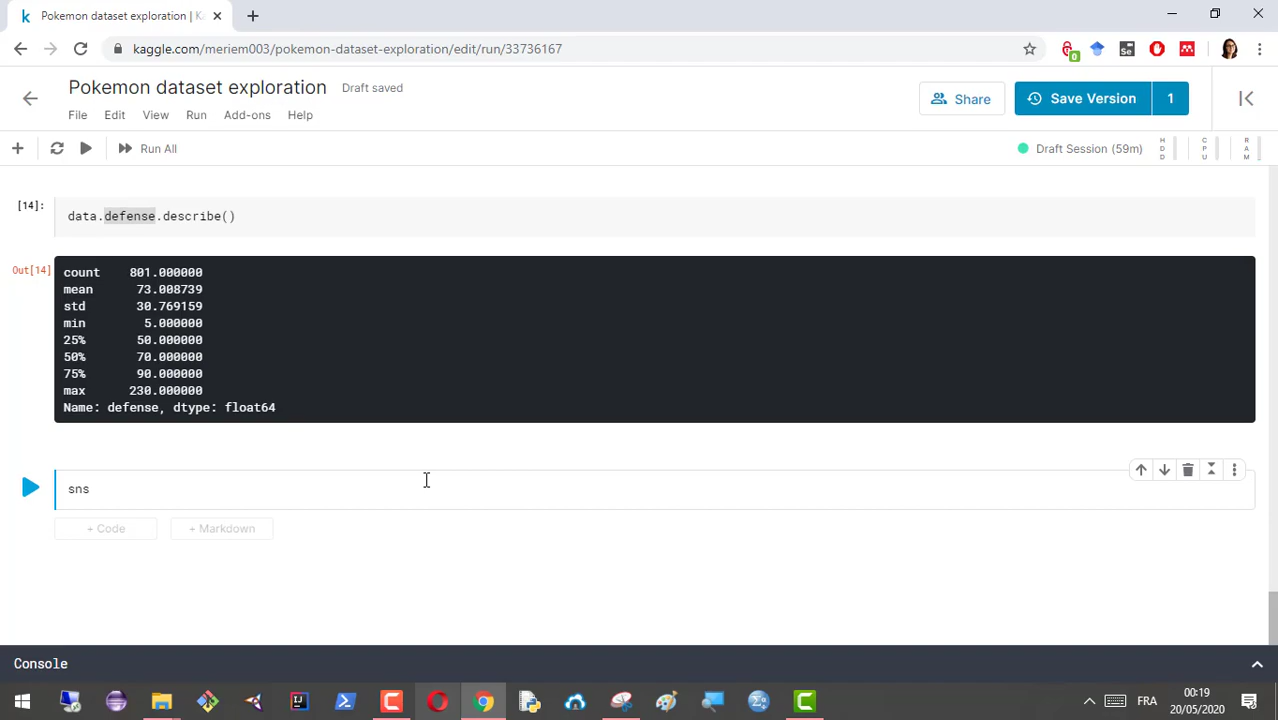 Pokemon dataset exploration | Ka
kaggle.com/meriem003/pokemon-dataset-exploration/edit/run/33736167
Pokemon dataset exploration Draft saved
Share
Save Version 1
File Edit View Run Add-ons Help
Run All
Draft Session (59m)
HDD
CPU
RAM
[14]:
data.defense.describe()
Out[14]
count 801.000000
mean 73.008739
std 30.769159
min 5.000000
25% 50.000000
50% 70.000000
75% 90.000000
max 230.000000
Name: defense, dtype: float64
sns
+ Code + Markdown
Console
FRA
00:19
20/05/2020